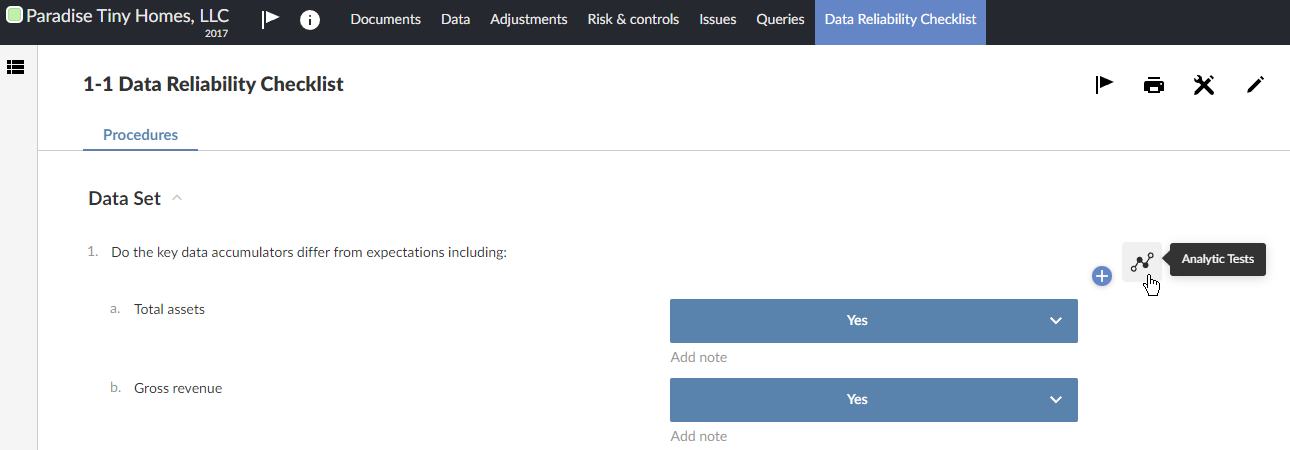 Paradise Tiny Homes, LLC
2017
Documents Data Adjustments Risk & controls Issues Queries Data Reliability Checklist
1-1 Data Reliability Checklist
Procedures
Data Set
1. Do the key data accumulators differ from expectations including:
Analytic Tests
a. Total assets
Yes
Add note
b. Gross revenue
Yes
Add note